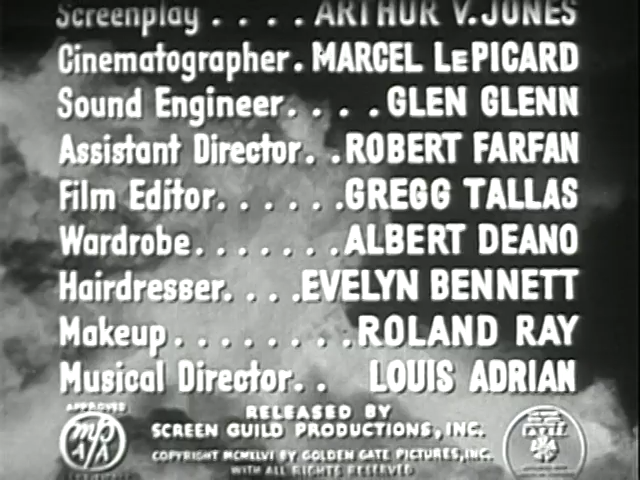 Screenplay . . . . ARTHUR V. JONES
Cinematographer. MARCEL LePICARD
Sound Engineer. . . . GLEN GLENN
Assistant Director. . ROBERT FARFAN
Film Editor. . . . . . GREGG TALLAS
Wardrobe. . . . . . . ALBERT DEANO
Hairdresser. . . . EVELYN BENNETT
Makeup. . . . . . . . ROLAND RAY
Musical Director. . LOUIS ADRIAN
APPROVED
RELEASED BY
SCREEN GUILD PRODUCTIONS, INC.
COPYRIGHT MCMXLVI BY GOLDEN GATE PICTURES, INC.
WITH ALL RIGHTS RESERVED